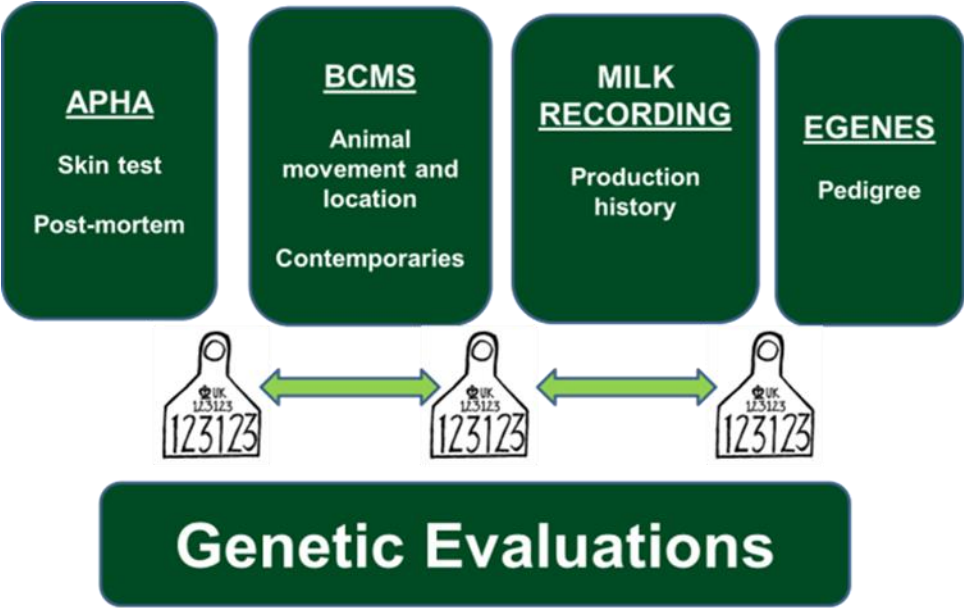 APHA
Skin test
Post-mortem
BCMS
Animal
movement and
location
Contemporaries
MILK
RECORDING
Production
history
EGENES
Pedigree
UK
123123
123123
UK
123123
123123
UK
123123
123123
Genetic Evaluations